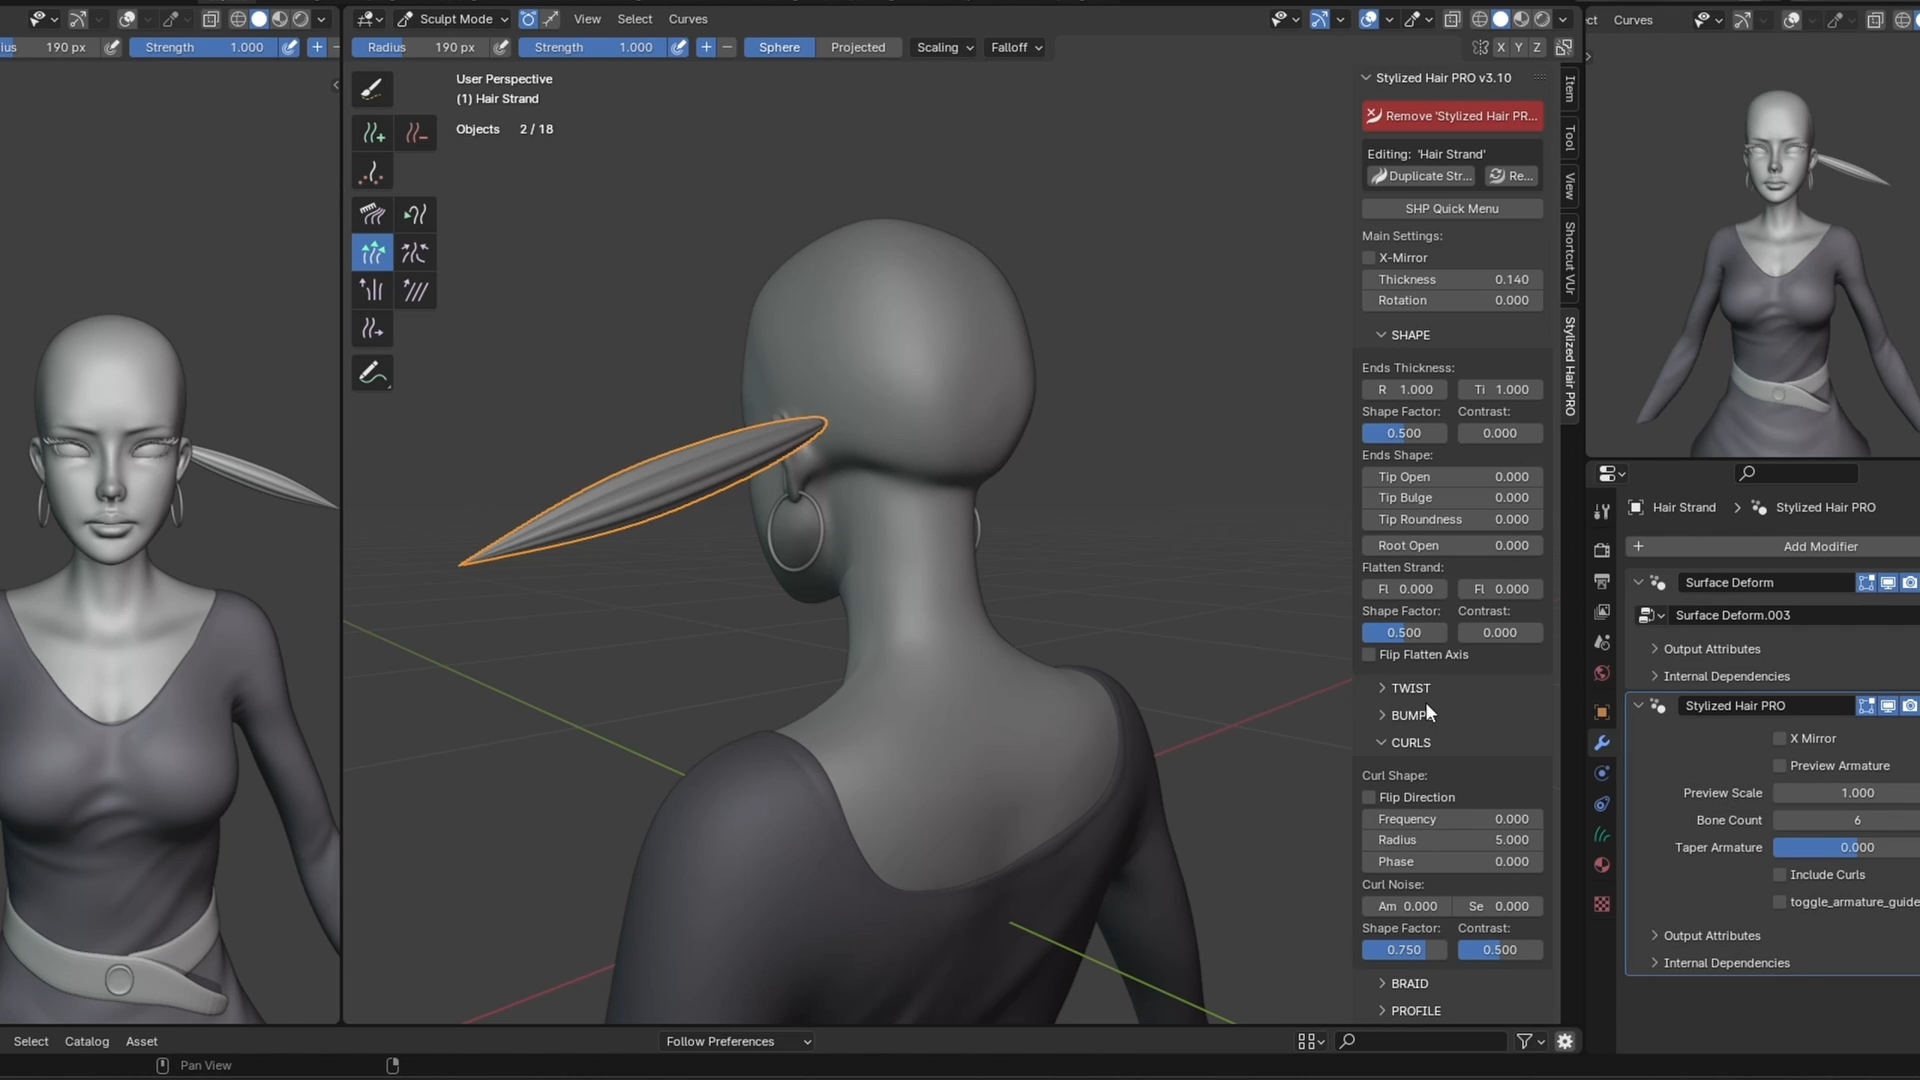 ius 190 px Strength 1.000
Sculpt Mode View Select Curves
Radius 190 px Strength 1.000 Sphere Projected Scaling Falloff X Y Z
User Perspective
(1) Hair Strand
Objects 2 / 18
Stylized Hair PRO v3.10
Remove 'Stylized Hair PR...
Editing: 'Hair Strand'
Duplicate Str... Re...
SHP Quick Menu
Main Settings:
X-Mirror
Thickness 0.140
Rotation 0.000
SHAPE
Ends Thickness:
R 1.000 Ti 1.000
Shape Factor: Contrast:
0.500 0.000
Ends Shape:
Tip Open 0.000
Tip Bulge 0.000
Tip Roundness 0.000
Root Open 0.000
Flatten Strand:
Fl 0.000 Fl 0.000
Shape Factor: Contrast:
0.500 0.000
Flip Flatten Axis
TWIST
BUMP
CURLS
Curl Shape:
Flip Direction
Frequency 0.000
Radius 5.000
Phase 0.000
Curl Noise:
Am 0.000 Se 0.000
Shape Factor: Contrast:
0.750 0.500
BRAID
PROFILE
Item
Tool
View
Shortcut VUr
Stylized Hair PRO
ct Curves
Hair Strand > Stylized Hair PRO
+ Add Modifier
Surface Deform
Surface Deform.003
Output Attributes
Internal Dependencies
Stylized Hair PRO
X Mirror
Preview Armature
Preview Scale 1.000
Bone Count 6
Taper Armature 0.000
Include Curls
toggle_armature_guide
Output Attributes
Internal Dependencies
Select Catalog Asset Follow Preferences
Pan View